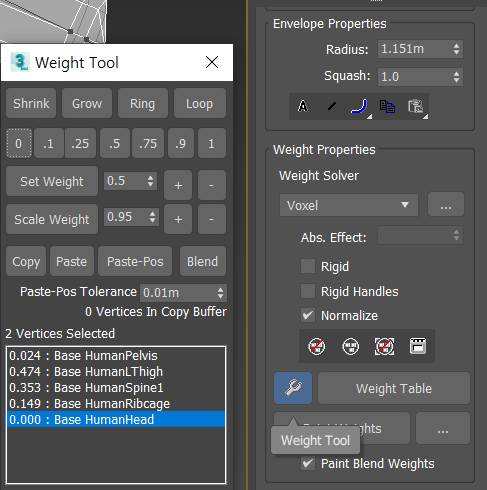 Weight Tool
Shrink Grow Ring Loop
0 .1 .25 .5 .75 .9 1
Set Weight 0.5 + -
Scale Weight 0.95 + -
Copy Paste Paste-Pos Blend
Paste-Pos Tolerance 0.01m
0 Vertices In Copy Buffer
2 Vertices Selected
0.024 : Base HumanPelvis
0.474 : Base HumanLThigh
0.353 : Base HumanSpine1
0.149 : Base HumanRibcage
0.000 : Base HumanHead
Envelope Properties
Radius: 1.151m
Squash: 1.0
A
Weight Properties
Weight Solver
Voxel ...
Abs. Effect:
Rigid
Rigid Handles
Normalize
Weight Table
Weights ...
Weight Tool
Paint Blend Weights